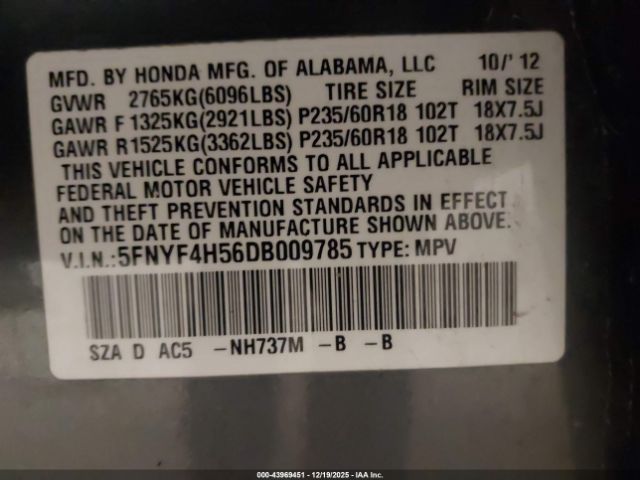 MFD. BY HONDA MFG. OF ALABAMA, LLC 10/'12
GVWR 2765KG(6096LBS) TIRE SIZE RIM SIZE
GAWR F 1325KG(2921LBS) P235/60R18 102T 18X7.5J
GAWR R1525KG(3362LBS) P235/60R18 102T 18X7.5J
THIS VEHICLE CONFORMS TO ALL APPLICABLE
FEDERAL MOTOR VEHICLE SAFETY
AND THEFT PREVENTION STANDARDS IN EFFECT
ON THE DATE OF MANUFACTURE SHOWN ABOVE.
V.I.N.:5FNYF4H56DB009785 TYPE: MPV
SZA D AC5 -NH737M -B -B
000-43969451 - 12/19/2025 - IAA Inc.